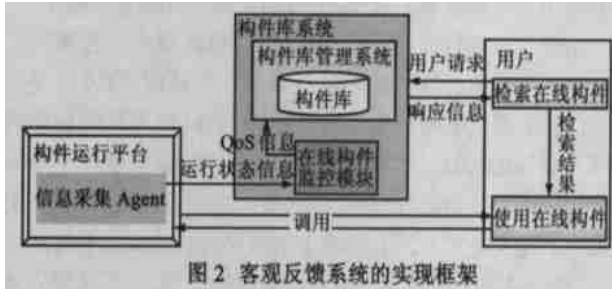 构件库系统
构件库管理系统
构件库
QoS 信息
在线构件
监控模块
构件运行平台
信息采集 Agent
运行状态信息
用户请求
响应信息
用户
检索在线构件
检索结果
使用在线构件
调用
图 2 客观反馈系统的实现框架